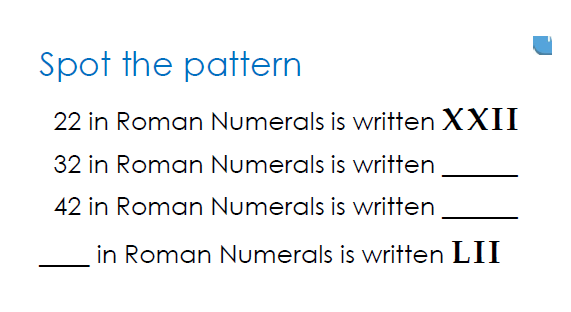 Spot the pattern
22 in Roman Numerals is written XXII
32 in Roman Numerals is written ______
42 in Roman Numerals is written ______
____ in Roman Numerals is written LII